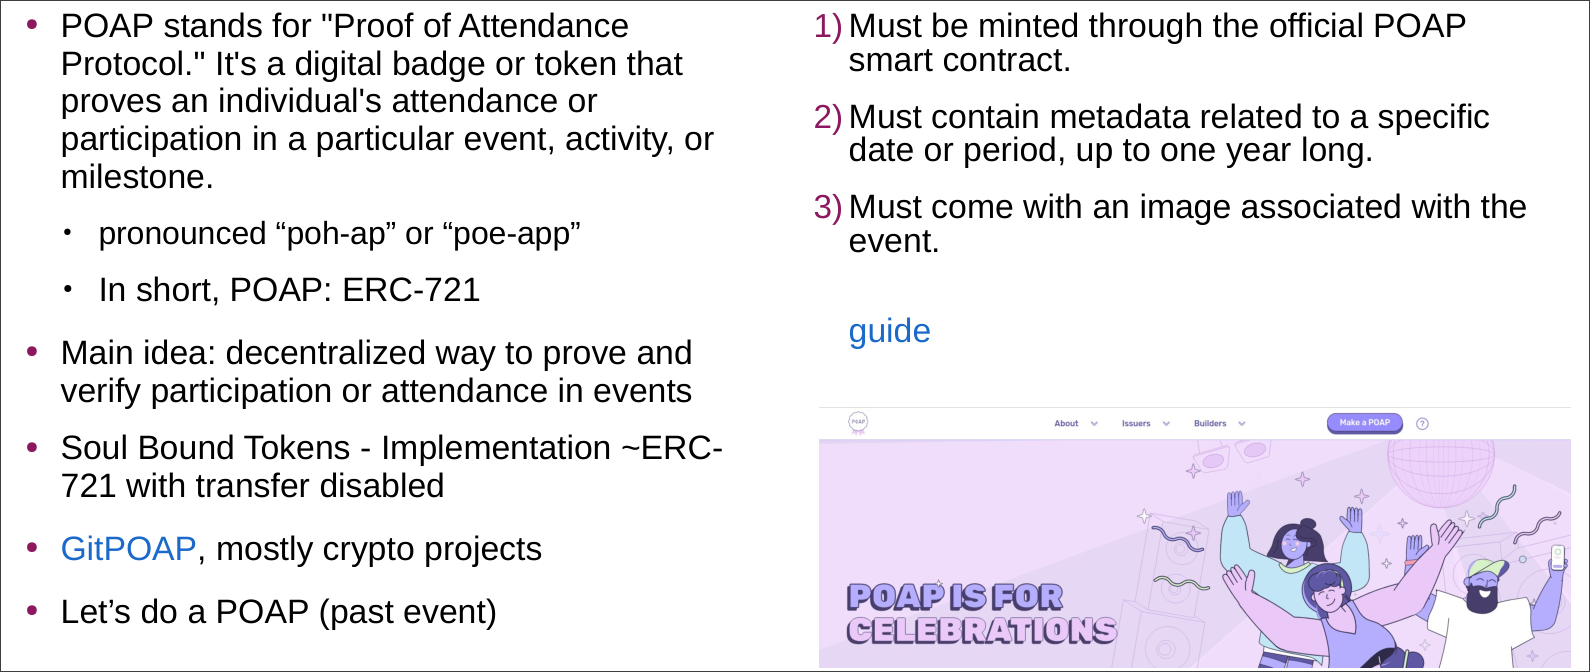 POAP stands for "Proof of Attendance
Protocol." It's a digital badge or token that
proves an individual's attendance or
participation in a particular event, activity, or
milestone.
pronounced “poh-ap” or “poe-app”
In short, POAP: ERC-721
Main idea: decentralized way to prove and
verify participation or attendance in events
Soul Bound Tokens - Implementation ~ERC-
721 with transfer disabled
GitPOAP, mostly crypto projects
Let’s do a POAP (past event)
1) Must be minted through the official POAP
smart contract.
2) Must contain metadata related to a specific
date or period, up to one year long.
3) Must come with an image associated with the
event.
guide
POAP About Issuers Builders Make a POAP ?
POAP IS FOR
CELEBRATIONS